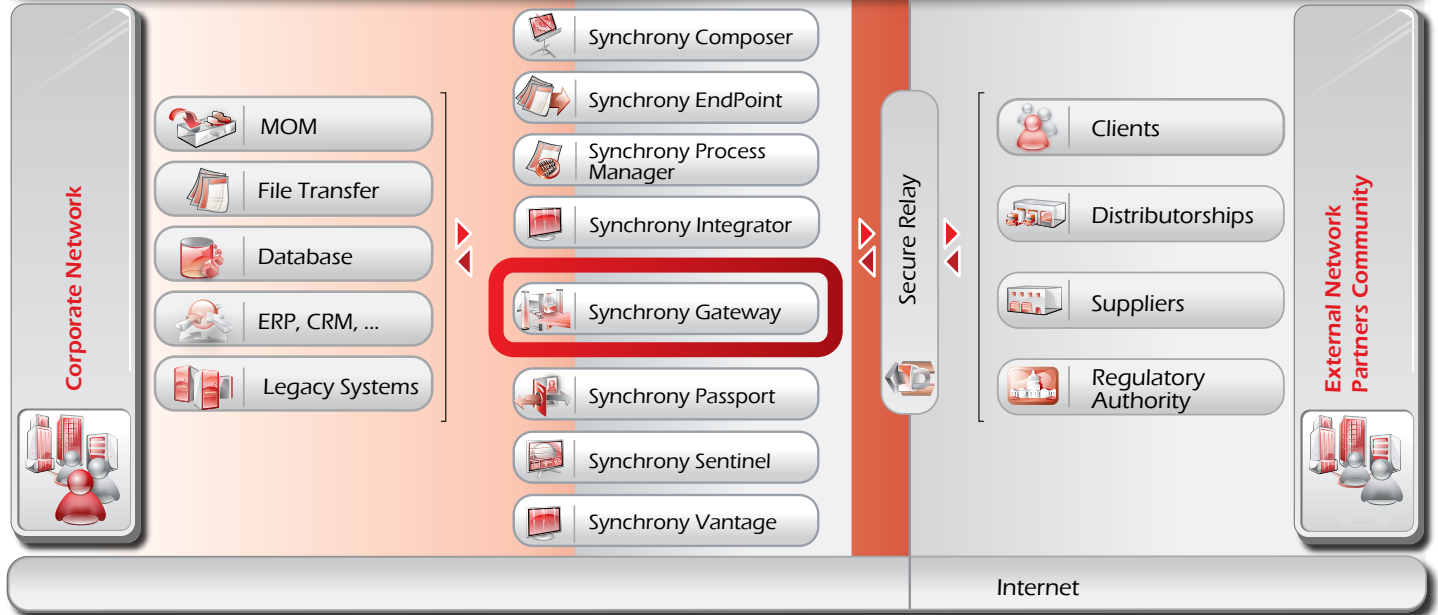 Corporate Network
MOM
File Transfer
Database
ERP, CRM, ...
Legacy Systems
Synchrony Composer
Synchrony EndPoint
Synchrony Process
Manager
Synchrony Integrator
Synchrony Gateway
Synchrony Passport
Synchrony Sentinel
Synchrony Vantage
Secure Relay
Clients
Distributorships
Suppliers
Regulatory
Authority
External Network
Partners Community
Internet